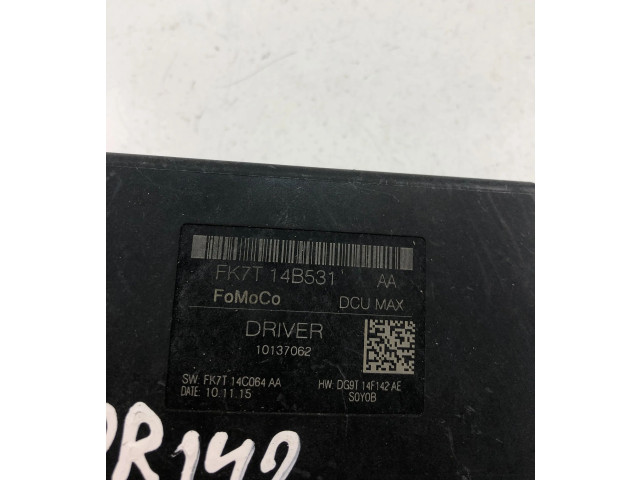 FK7T 14B531 AA
FoMoCo DCU MAX
DRIVER
10137062
SW: FK7T 14C064 AA HW: DG9T 14F142 AE
DATE: 10.11.15 S0Y0B
R142